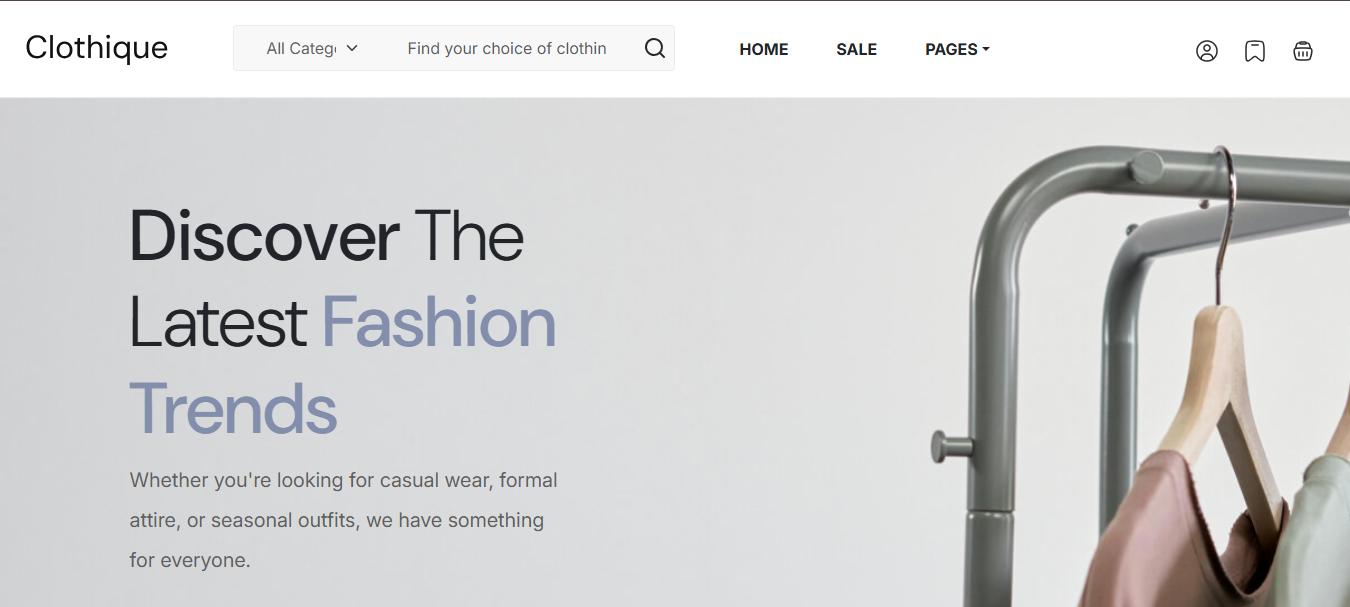 Clothique
All Categ
Find your choice of clothin
HOME
SALE
PAGES
Discover The
Latest Fashion
Trends
Whether you're looking for casual wear, formal
attire, or seasonal outfits, we have something
for everyone.